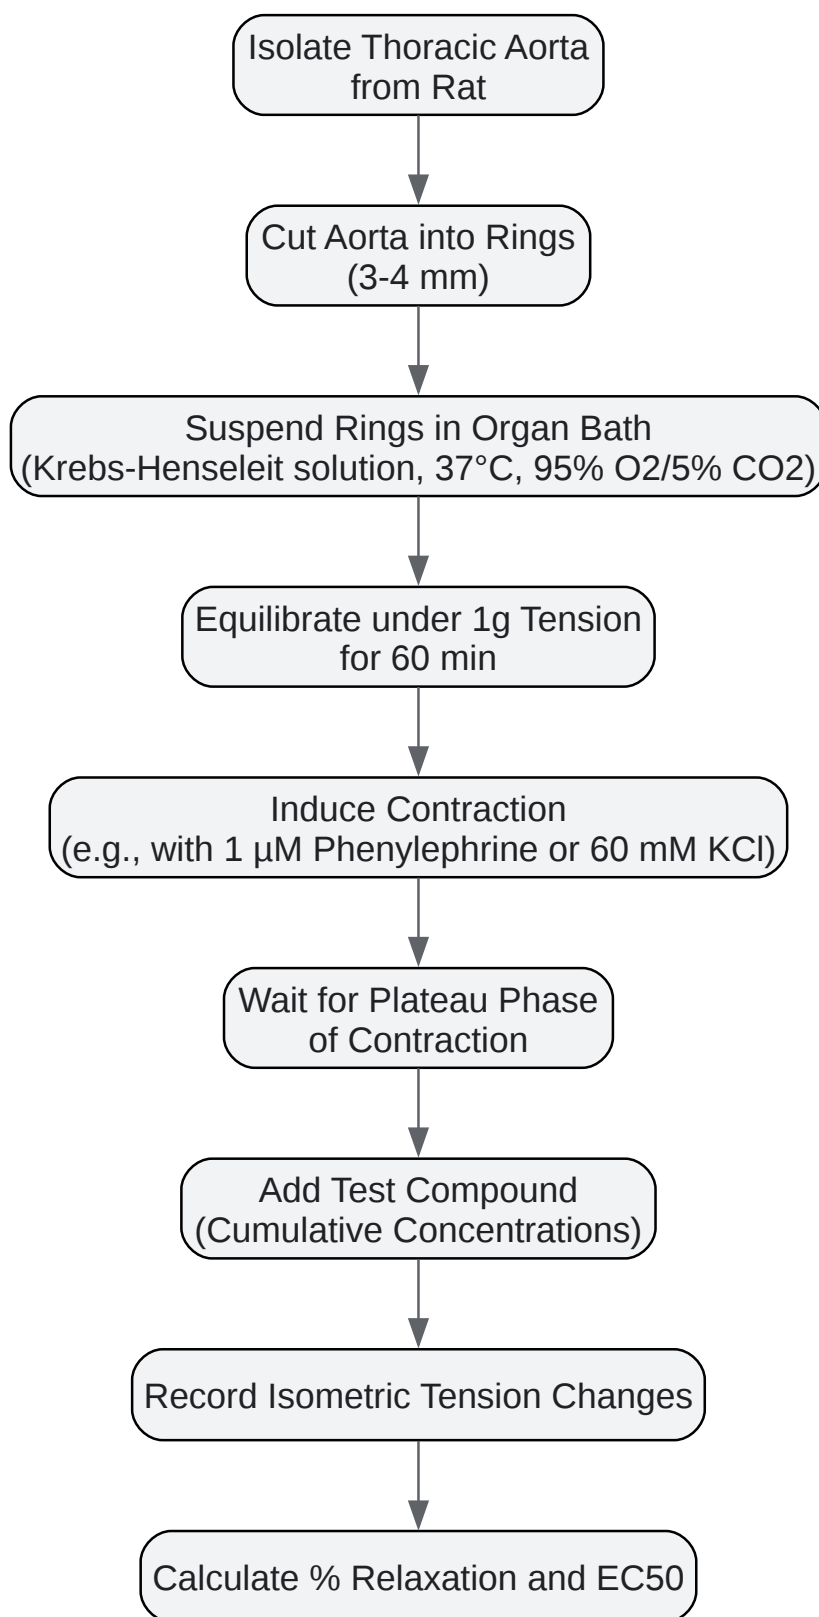 Isolate Thoracic Aorta
from Rat
Cut Aorta into Rings
(3-4 mm)
Suspend Rings in Organ Bath
(Krebs-Henseleit solution, 37°C, 95% O2/5% CO2)
Equilibrate under 1g Tension
for 60 min
Induce Contraction
(e.g., with 1 µM Phenylephrine or 60 mM KCl)
Wait for Plateau Phase
of Contraction
Add Test Compound
(Cumulative Concentrations)
Record Isometric Tension Changes
Calculate % Relaxation and EC50